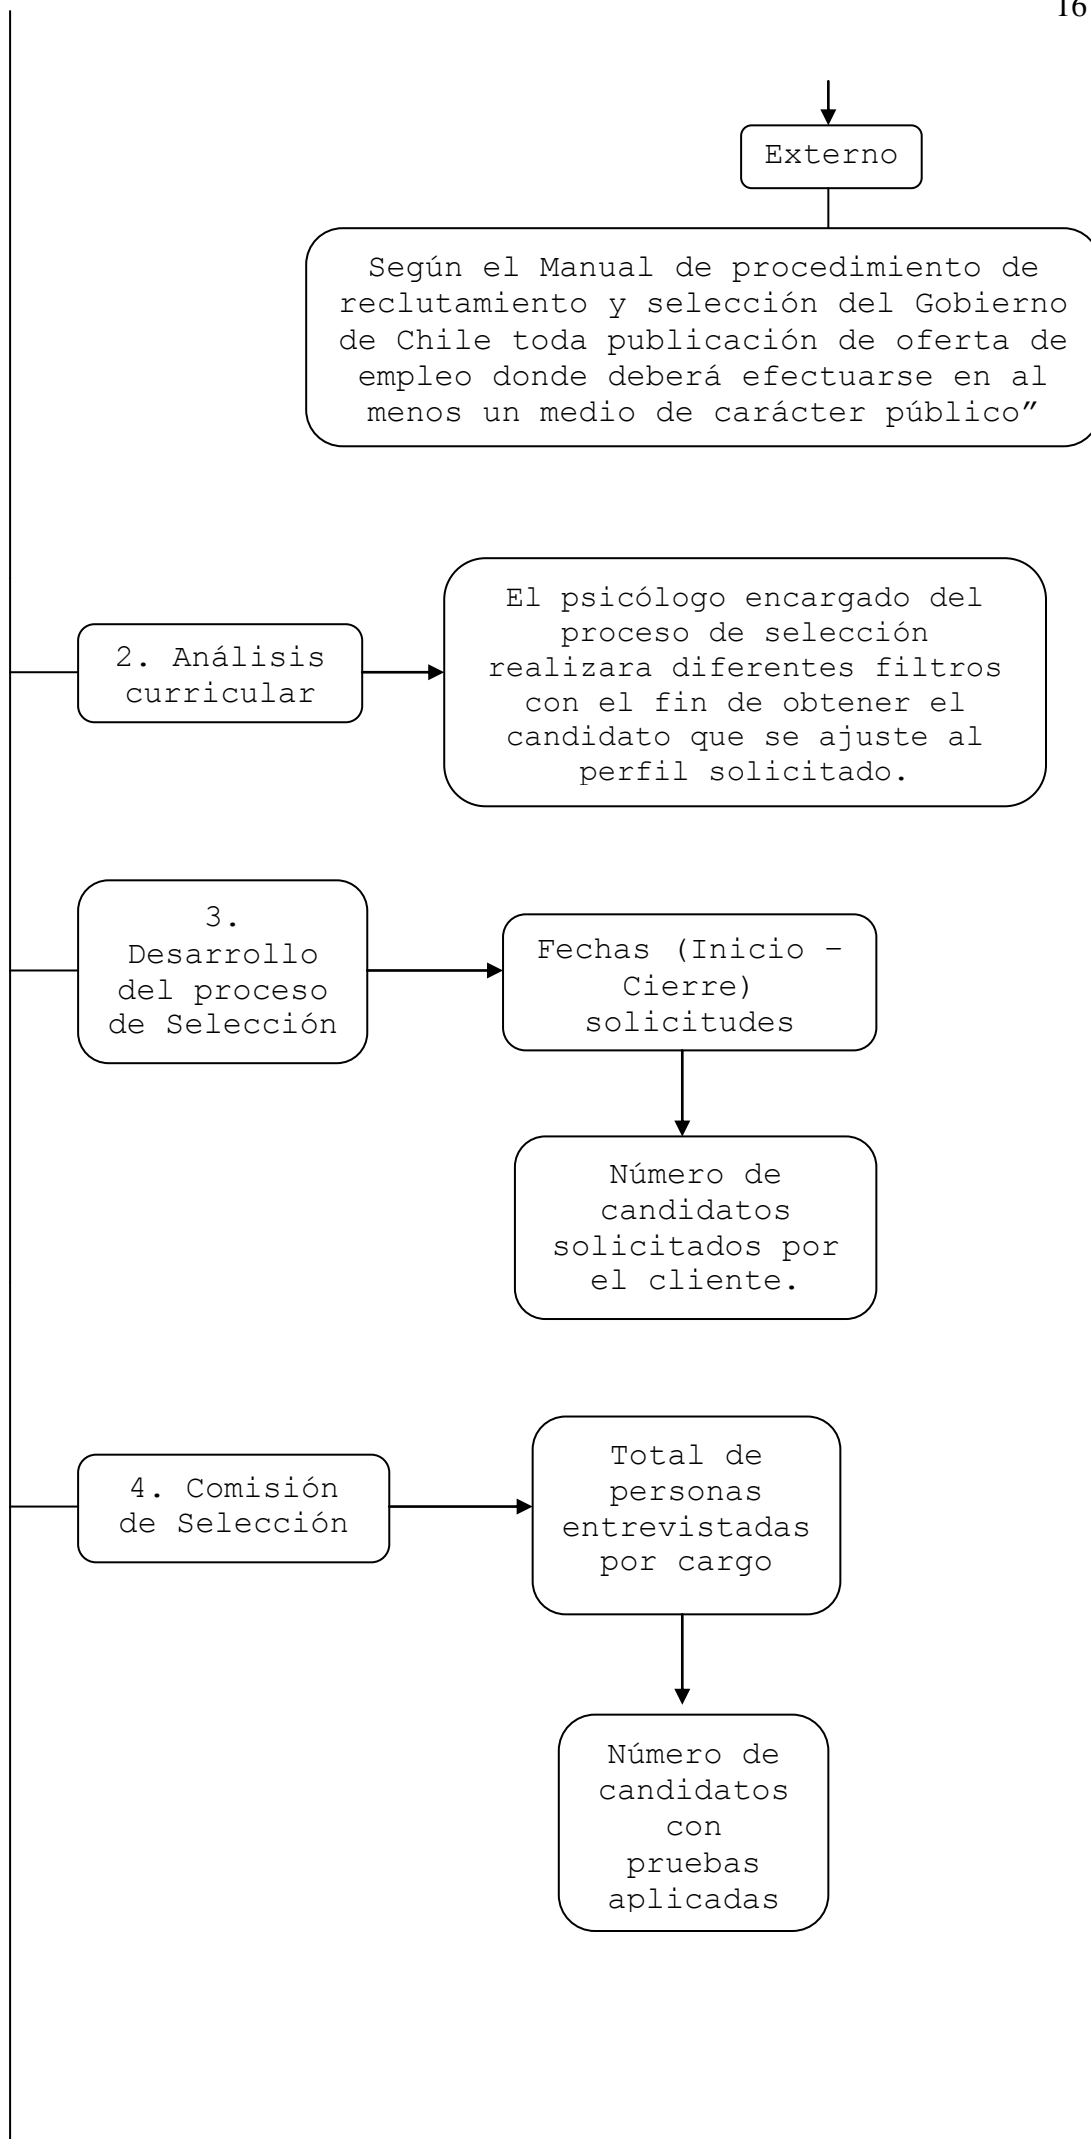 16
Externo
Según el Manual de procedimiento de
reclutamiento y selección del Gobierno
de Chile toda publicación de oferta de
empleo donde deberá efectuarse en al
menos un medio de carácter público”
2. Análisis
curricular
El psicólogo encargado del
proceso de selección
realizara diferentes filtros
con el fin de obtener el
candidato que se ajuste al
perfil solicitado.
3.
Desarrollo
del proceso
de Selección
Fechas (Inicio –
Cierre)
solicitudes
Número de
candidatos
solicitados por
el cliente.
4. Comisión
de Selección
Total de
personas
entrevistadas
por cargo
Número de
candidatos
con
pruebas
aplicadas